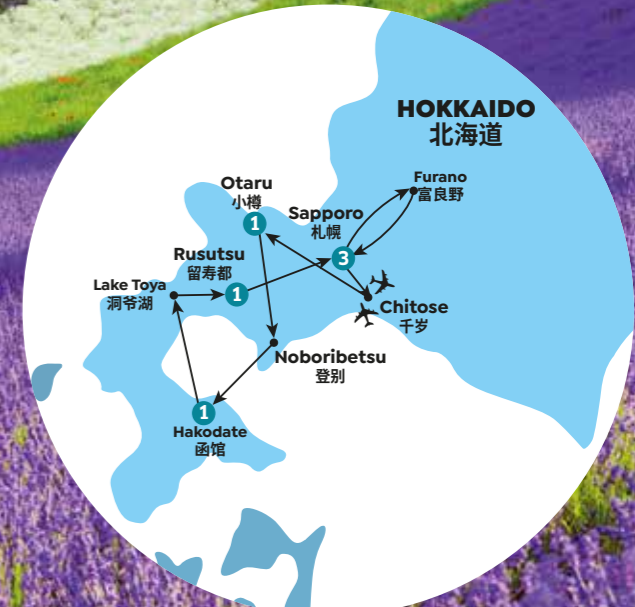 HOKKAIDO
北海道
Furano
富良野
Otaru
小樽
1
Sapporo
札幌
3
Rusutsu
留寿都
1
Lake Toya
洞爷湖
Chitose
千岁
Noboribetsu
登别
1
Hakodate
函馆